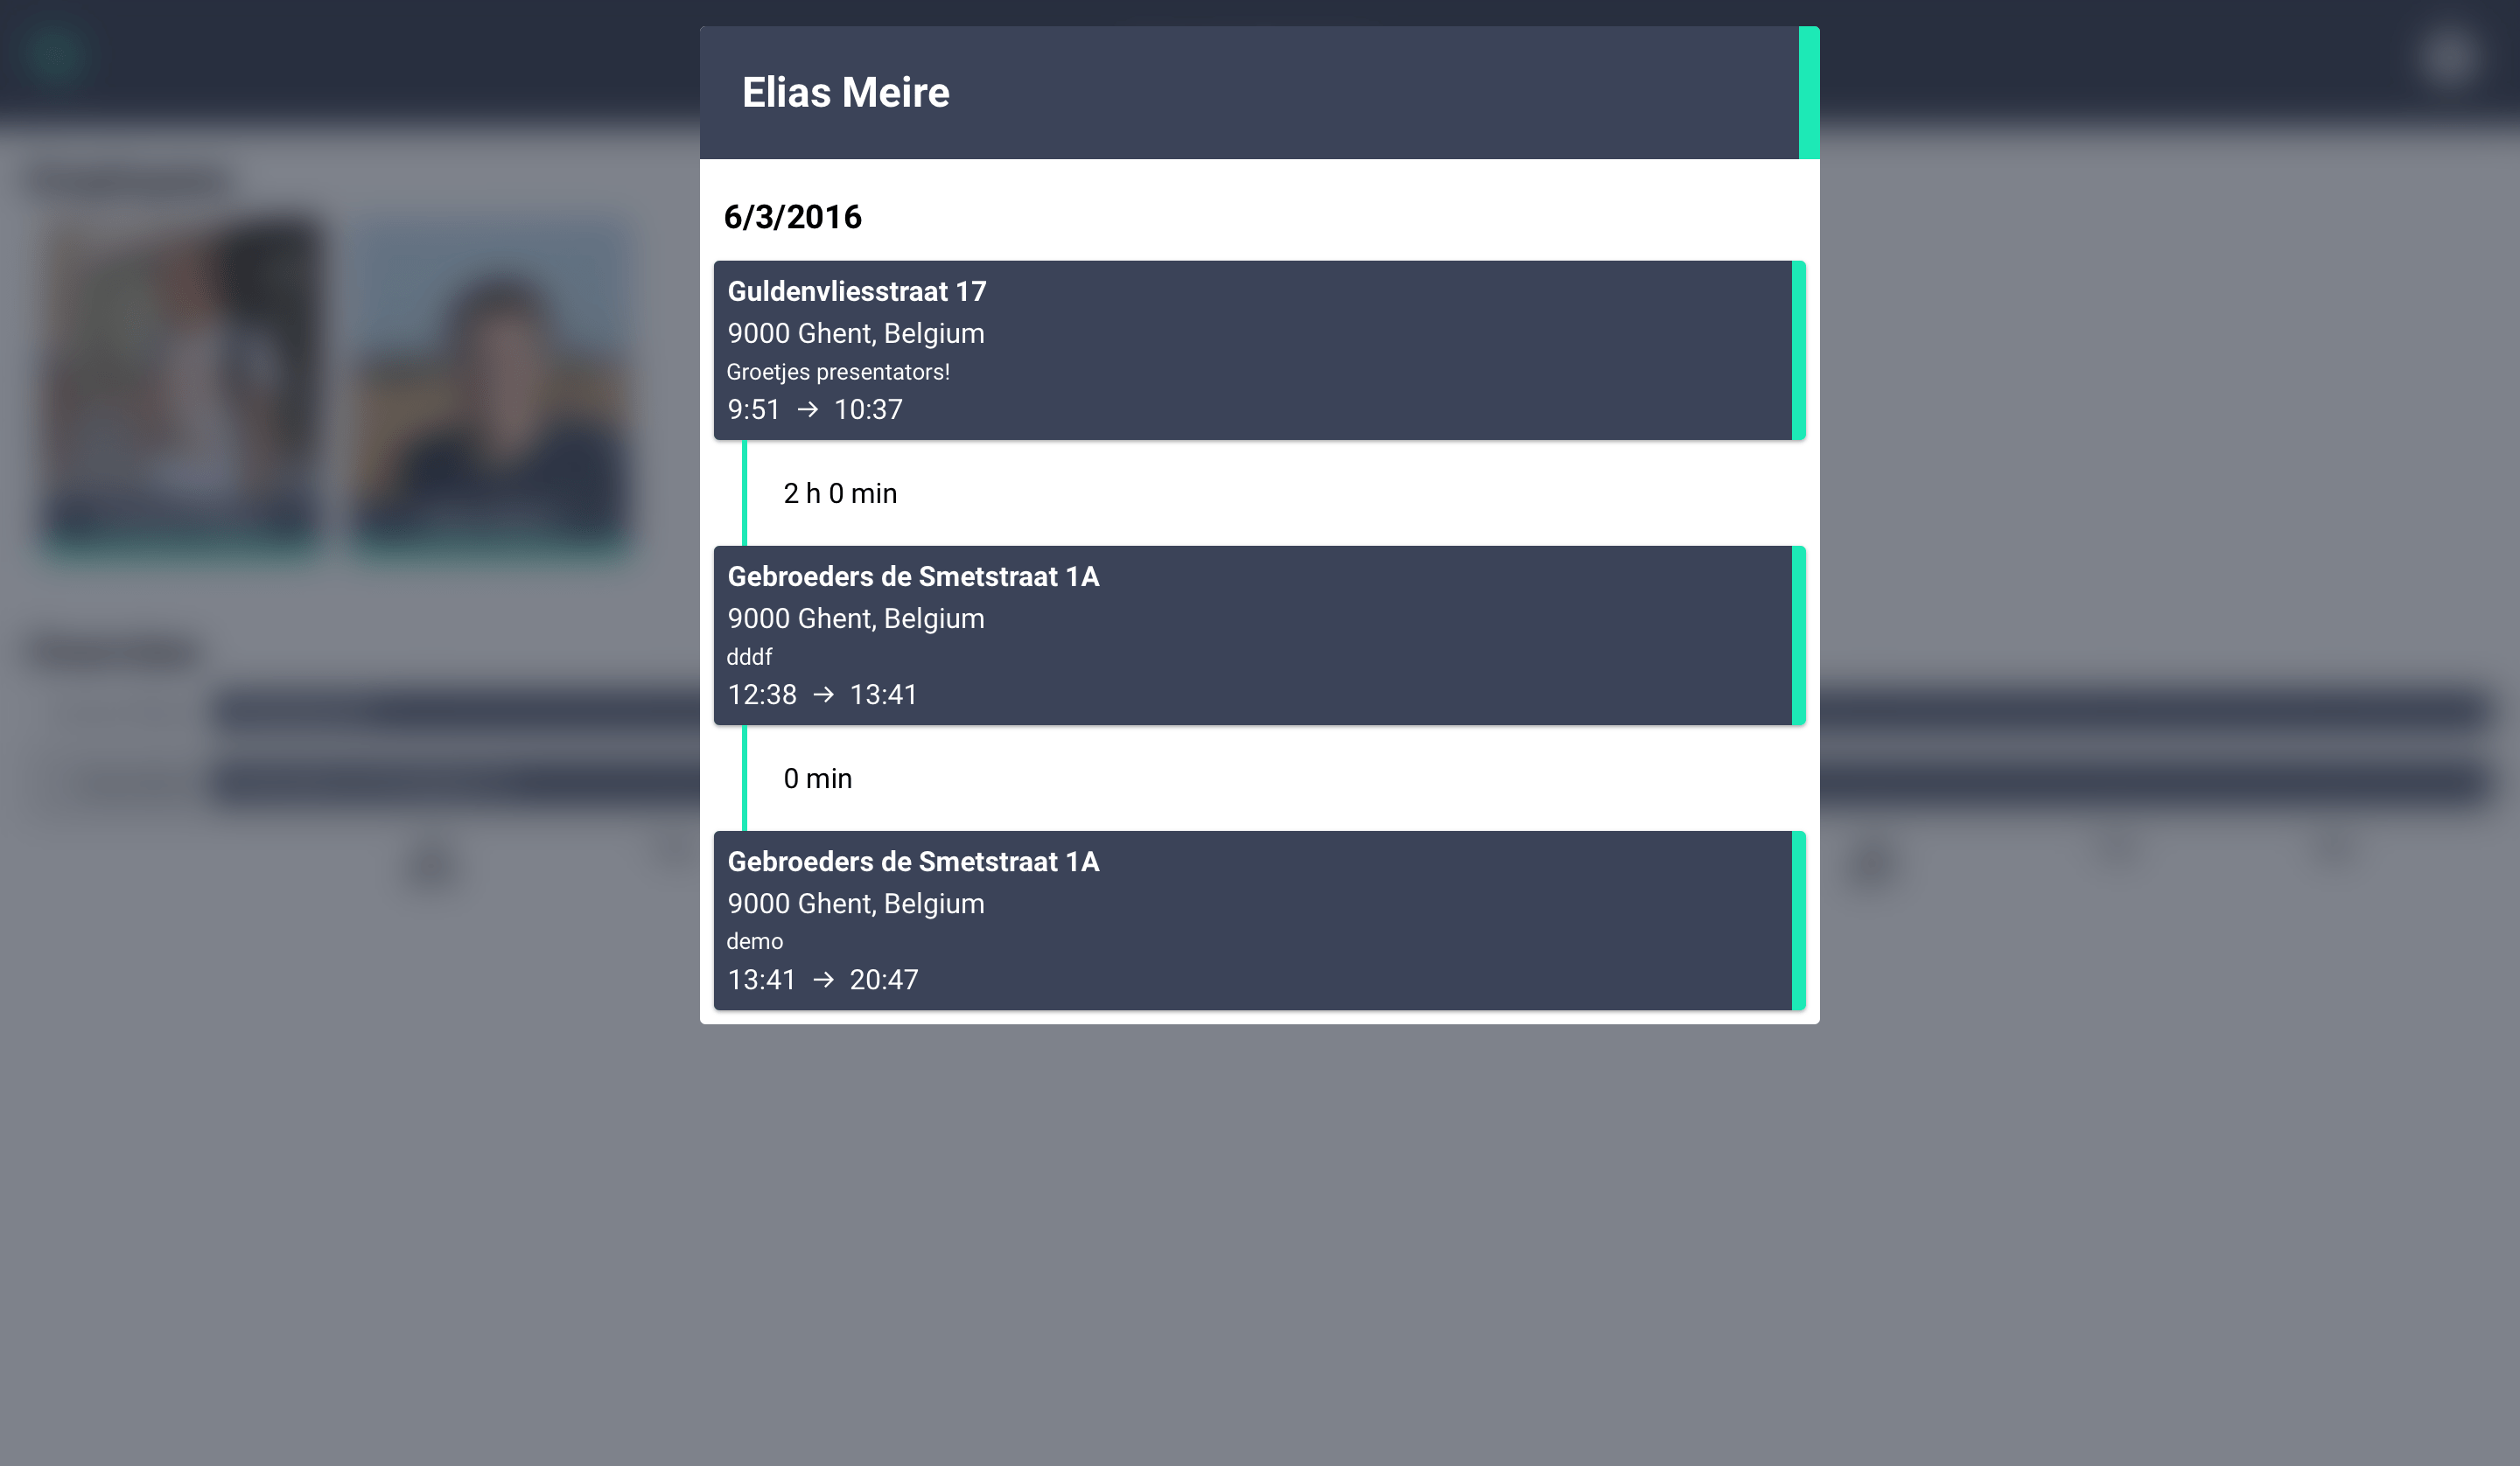 Elias Meire
6/3/2016
Guldenvliesstraat 17
9000 Ghent, Belgium
Groetjes presentators!
9:51 → 10:37
2 h 0 min
Gebroeders de Smetstraat 1A
9000 Ghent, Belgium
dddf
12:38 → 13:41
0 min
Gebroeders de Smetstraat 1A
9000 Ghent, Belgium
demo
13:41 → 20:47